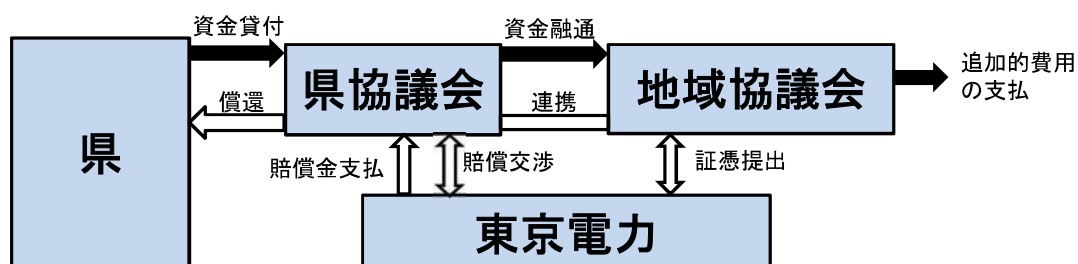 資金貸付
資金融通
県協議会
地域協議会
追加的費用
の支払
償還
連携
県
賠償金支払
賠償交渉
証憑提出
東京電力